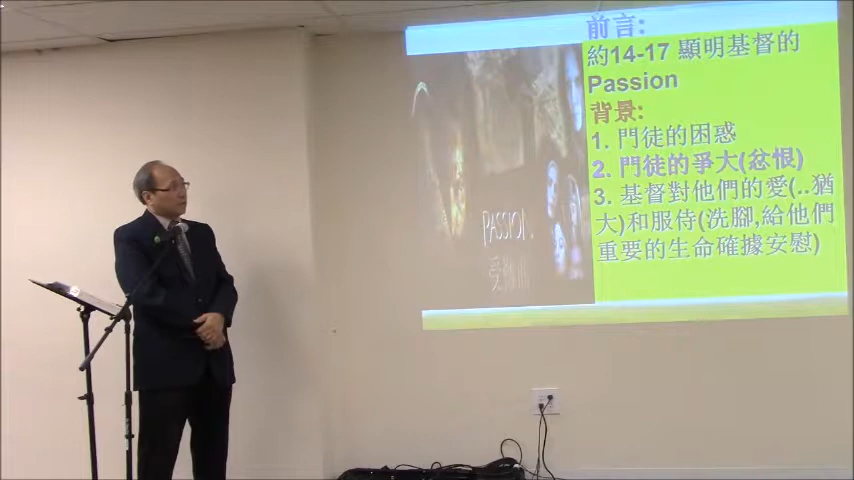 前言:
約14-17 顯明基督的
Passion
背景:
1. 門徒的困惑
2. 門徒的爭大(忿恨)
3. 基督對他們的愛(..猶
大)和服侍(洗腳,給他們
重要的生命確據安慰)
PASSION